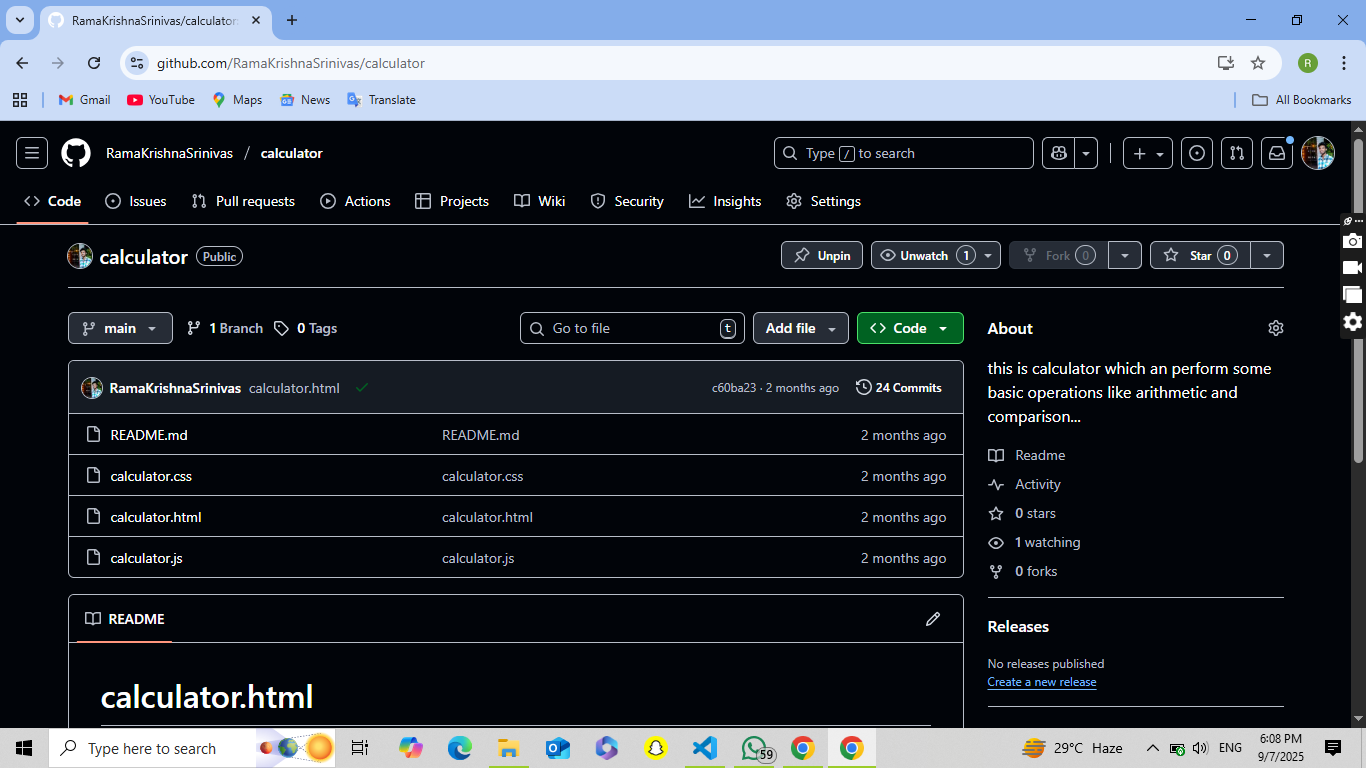 RamaKrishnaSrinivas/calculator
github.com/RamaKrishnaSrinivas/calculator
R
Gmail YouTube Maps News Translate All Bookmarks
RamaKrishnaSrinivas / calculator Type / to search
Code Issues Pull requests Actions Projects Wiki Security Insights Settings
calculator Public Unpin Unwatch 1 Fork 0 Star 0
main 1 Branch 0 Tags Go to file t Add file Code
RamaKrishnaSrinivas calculator.html c60ba23 · 2 months ago 24 Commits
README.md README.md 2 months ago
calculator.css calculator.css 2 months ago
calculator.html calculator.html 2 months ago
calculator.js calculator.js 2 months ago
README
calculator.html
About
this is calculator which an perform some
basic operations like arithmetic and
comparison...
Readme
Activity
0 stars
1 watching
0 forks
Releases
No releases published
Create a new release
Type here to search 59 29°C Haze ENG 6:08 PM
9/7/2025